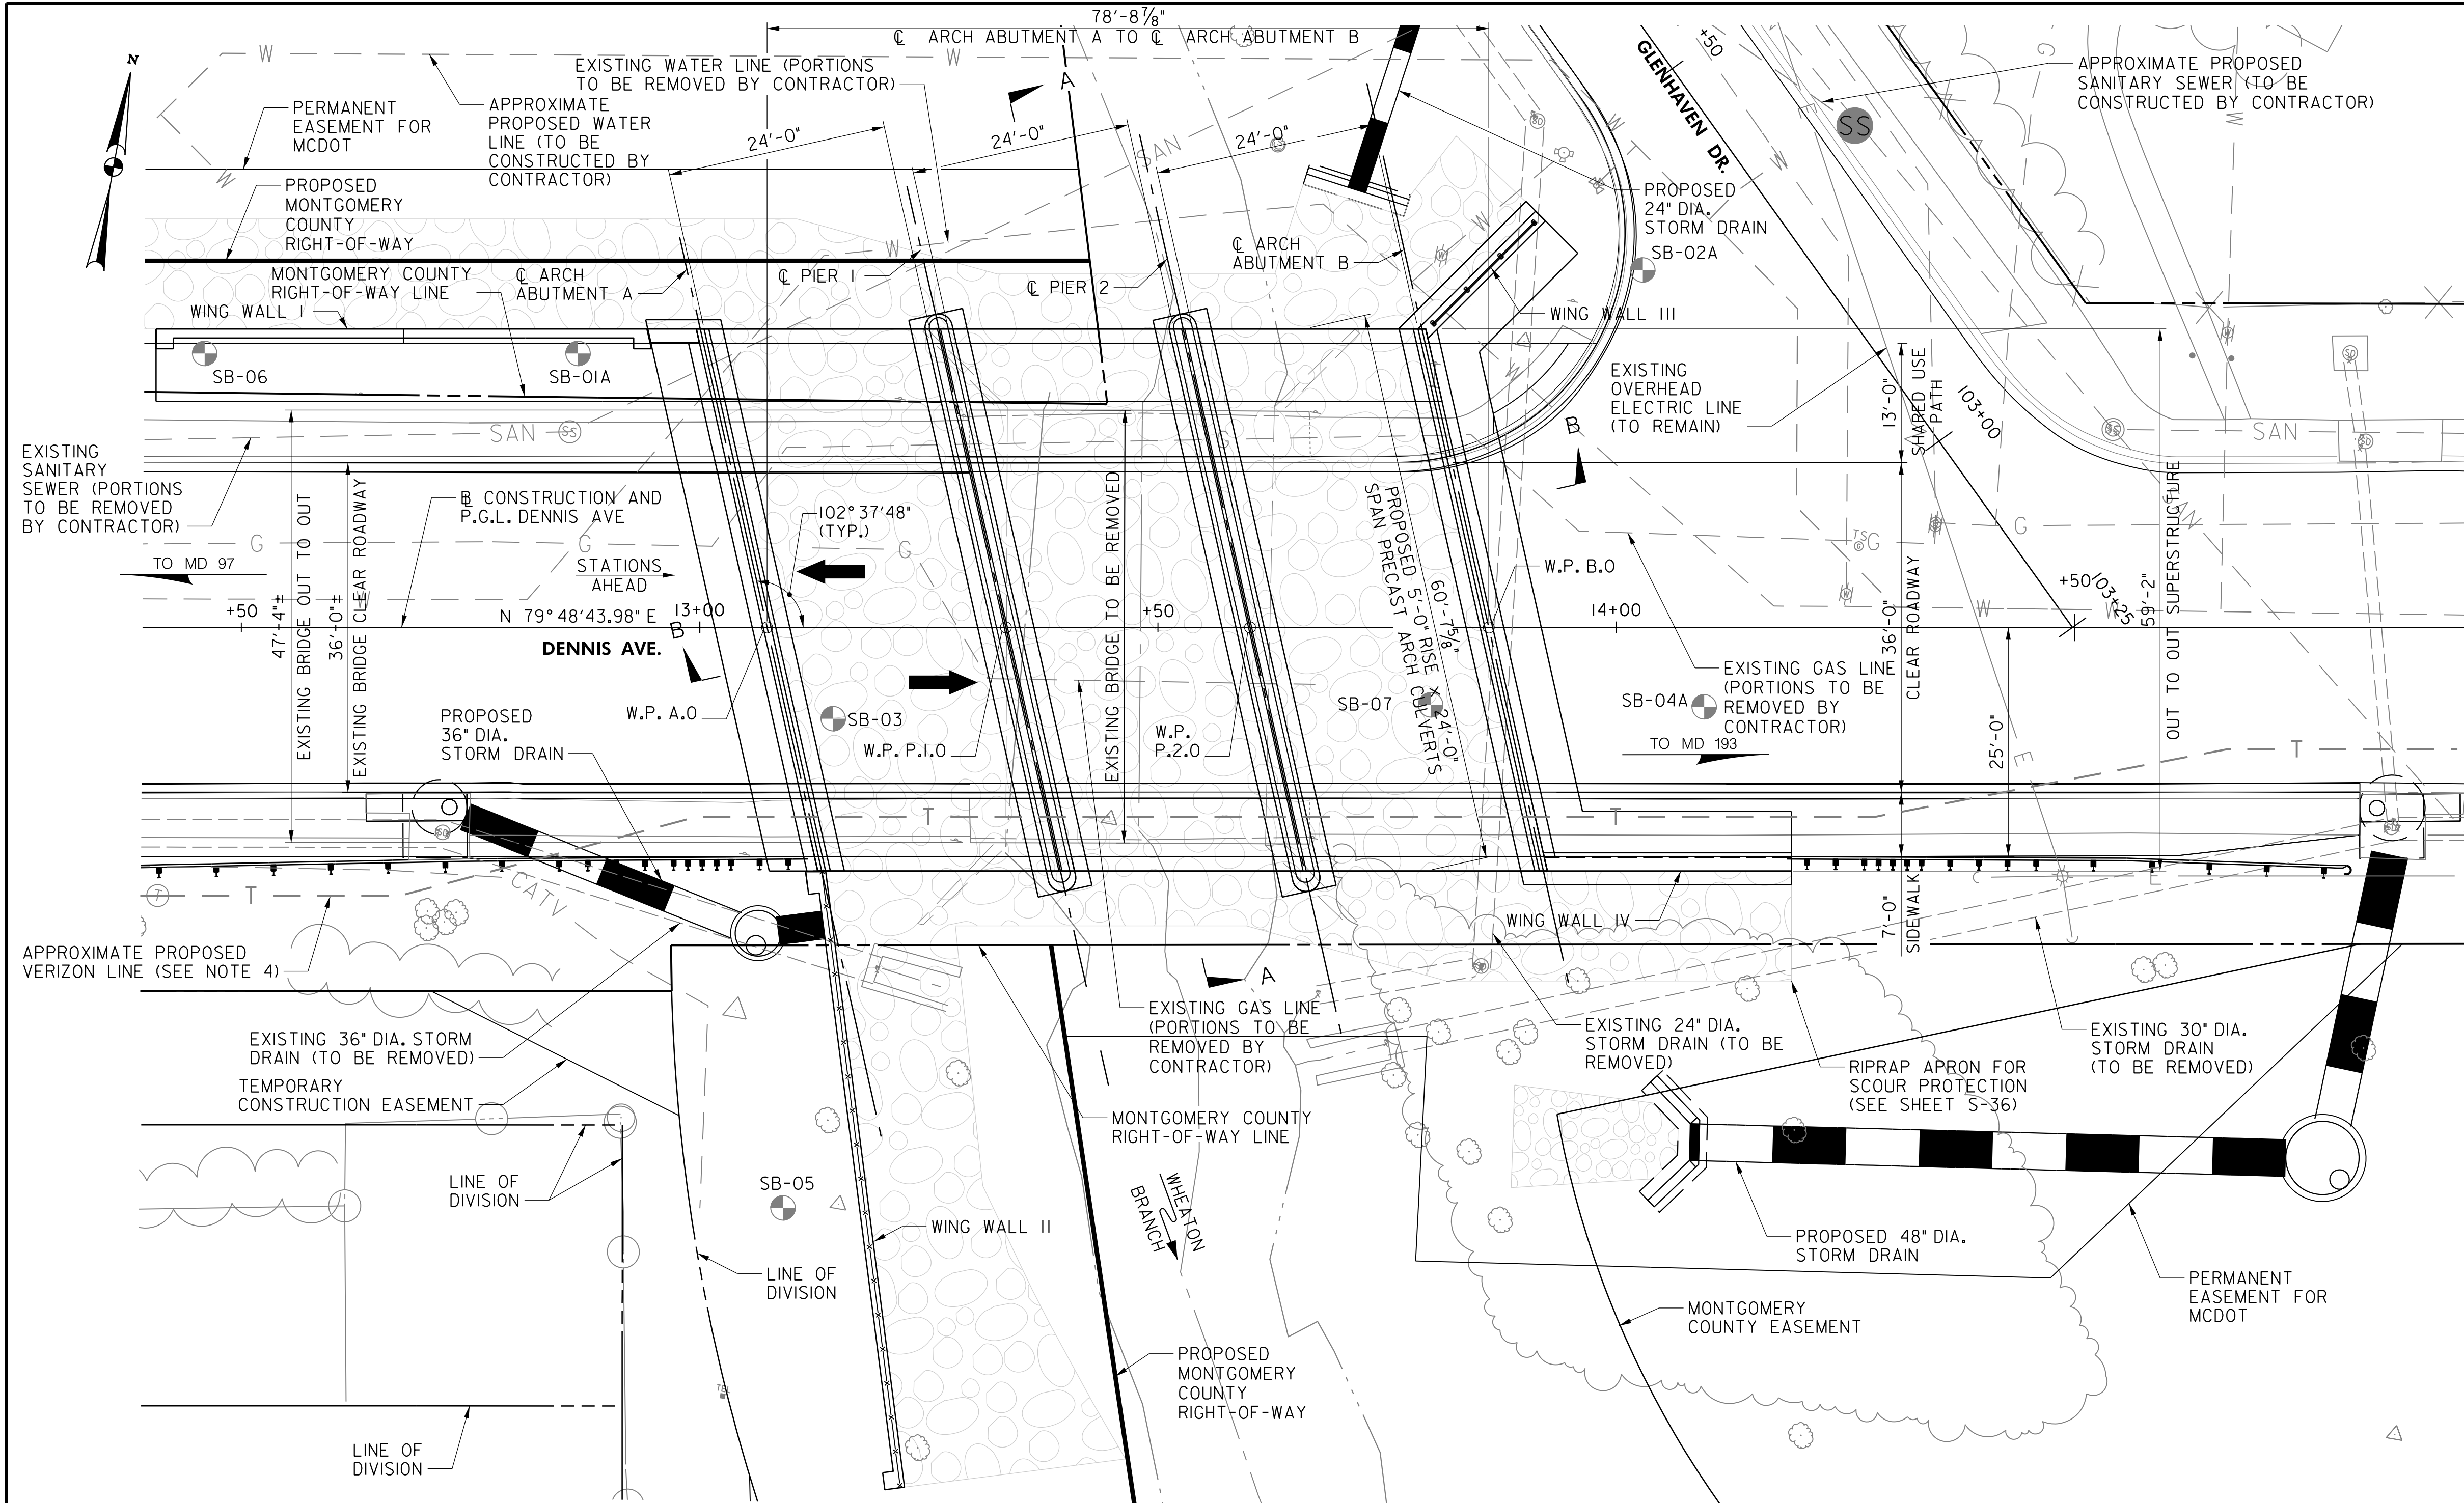 78'-8⅞"
℄ ARCH ABUTMENT A TO ℄ ARCH ABUTMENT B
N
EXISTING WATER LINE (PORTIONS
TO BE REMOVED BY CONTRACTOR)
PERMANENT
EASEMENT FOR
MCDOT
APPROXIMATE
PROPOSED WATER
LINE (TO BE
CONSTRUCTED BY
CONTRACTOR)
A
24'-0"
24'-0"
24'-0"
SAN
GLENHAVEN DR.
+50
APPROXIMATE PROPOSED
SANITARY SEWER (TO BE
CONSTRUCTED BY CONTRACTOR)
SS
PROPOSED
MONTGOMERY
COUNTY
RIGHT-OF-WAY
MONTGOMERY COUNTY
RIGHT-OF-WAY LINE
WING WALL I
℄ ARCH
ABUTMENT A
℄ PIER 1
℄ PIER 2
℄ ARCH
ABUTMENT B
PROPOSED
24" DIA.
STORM DRAIN
SB-02A
WING WALL III
SB-06
SB-01A
EXISTING
OVERHEAD
ELECTRIC LINE
(TO REMAIN)
13'-0"
SHARED USE
PATH
103+00
EXISTING
SANITARY
SEWER (PORTIONS
TO BE REMOVED
BY CONTRACTOR)
SAN
SS
SAN
B
47'-4"±
EXISTING BRIDGE OUT TO OUT
36'-0"±
EXISTING BRIDGE CLEAR ROADWAY
B̲L CONSTRUCTION AND
P.G.L. DENNIS AVE
102°37'48"
(TYP.)
EXISTING BRIDGE TO BE REMOVED
PROPOSED 5'-0" RISE X 24'-0"
SPAN PRECAST ARCH CULVERTS
60'-7⅝"
G
G
G
G
G
TO MD 97
STATIONS
AHEAD
W.P. B.0
+50
N 79°48'43.98" E
13+00
+50
14+00
+50
103+25
DENNIS AVE.
B
36'-0"
CLEAR ROADWAY
59'-2"
OUT TO OUT SUPERSTRUCTURE
25'-0"
EXISTING GAS LINE
(PORTIONS TO BE
REMOVED BY
CONTRACTOR)
PROPOSED
36" DIA.
STORM DRAIN
W.P. A.0
SB-03
W.P. P.1.0
W.P.
P.2.0
SB-07
SB-04A
TO MD 193
T
T
T
T
CATV
E
E
APPROXIMATE PROPOSED
VERIZON LINE (SEE NOTE 4)
WING WALL IV
7'-0"
SIDEWALK
A
EXISTING 36" DIA. STORM
DRAIN (TO BE REMOVED)
TEMPORARY
CONSTRUCTION EASEMENT
EXISTING GAS LINE
(PORTIONS TO BE
REMOVED BY
CONTRACTOR)
EXISTING 24" DIA.
STORM DRAIN (TO BE
REMOVED)
RIPRAP APRON FOR
SCOUR PROTECTION
(SEE SHEET S-36)
EXISTING 30" DIA.
STORM DRAIN
(TO BE REMOVED)
MONTGOMERY COUNTY
RIGHT-OF-WAY LINE
LINE OF
DIVISION
SB-05
WING WALL II
WHEATON
BRANCH
PROPOSED 48" DIA.
STORM DRAIN
LINE OF
DIVISION
PERMANENT
EASEMENT FOR
MCDOT
MONTGOMERY
COUNTY EASEMENT
PROPOSED
MONTGOMERY
COUNTY
RIGHT-OF-WAY
TEL
LINE OF
DIVISION